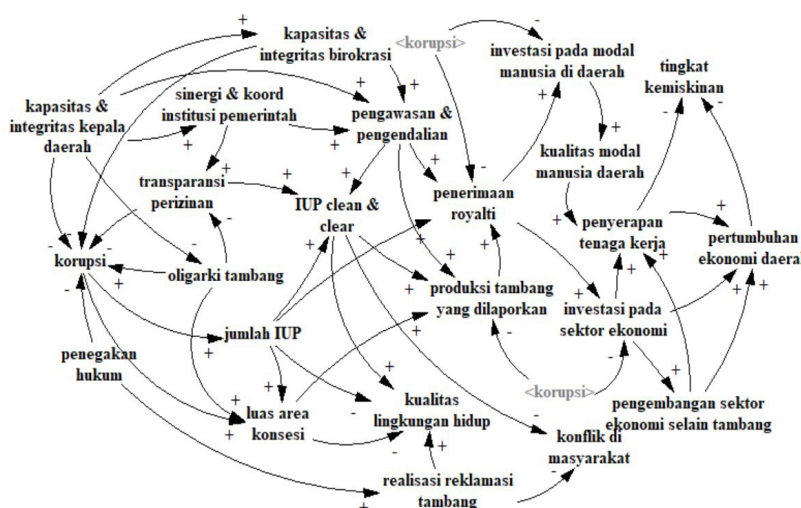 kapasitas &
integritas birokrasi
<korupsi>
investasi pada modal
manusia di daerah
tingkat
kemiskinan
kapasitas &
integritas kepala
daerah
sinergi & koord
institusi pemerintah
pengawasan &
pengendalian
kualitas modal
manusia daerah
transparansi
perizinan
IUP clean &
clear
penerimaan
royalti
penyerapan
tenaga kerja
pertumbuhan
ekonomi daerah
korupsi
oligarki tambang
produksi tambang
yang dilaporkan
investasi pada
sektor ekonomi
jumlah IUP
penegakan
hukum
<korupsi>
luas area
konsesi
kualitas
lingkungan hidup
pengembangan sektor
ekonomi selain tambang
konflik di
masyarakat
realisasi reklamasi
tambang